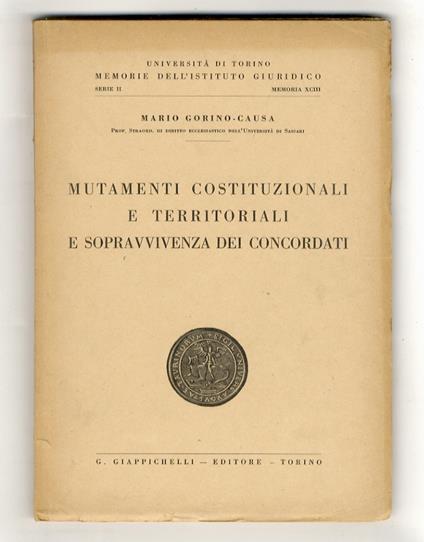 UNIVERSITÀ DI TORINO
MEMORIE DELL'ISTITUTO GIURIDICO
SERIE II MEMORIA XCIII
MARIO GORINO-CAUSA
PROF. STRAORD. DI DIRITTO ECCLESIASTICO DELL'UNIVERSITÀ DI SASSARI
MUTAMENTI COSTITUZIONALI
E TERRITORIALI
E SOPRAVVIVENZA DEI CONCORDATI
G. GIAPPICHELLI — EDITORE - TORINO